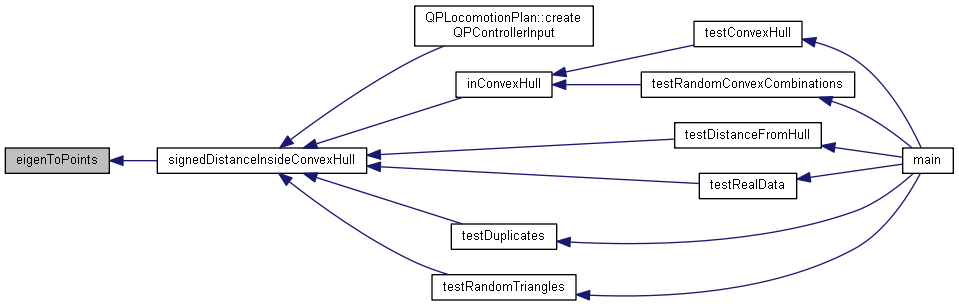 QPLocomotionPlan::create
QPControllerInput
testConvexHull
inConvexHull
testRandomConvexCombinations
testDistanceFromHull
eigenToPoints
signedDistanceInsideConvexHull
main
testRealData
testDuplicates
testRandomTriangles